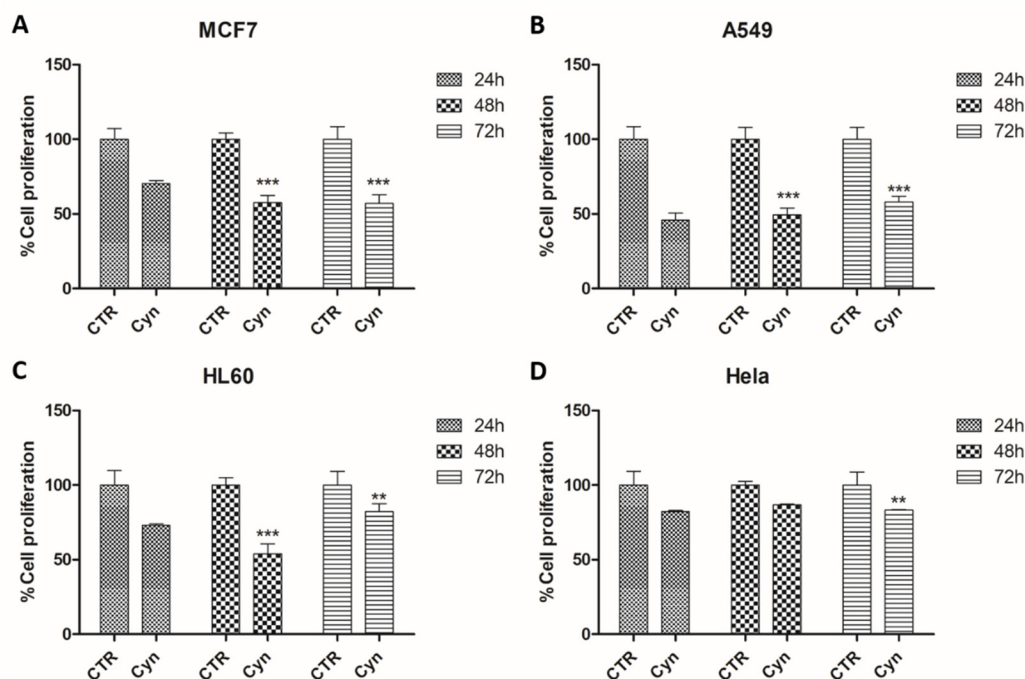 A
MCF7
% Cell proliferation
150
100
50
0
CTR
Cyn
***
CTR
Cyn
***
CTR
Cyn
24h
48h
72h
B
A549
% Cell proliferation
150
100
50
0
CTR
Cyn
***
CTR
Cyn
***
CTR
Cyn
24h
48h
72h
C
HL60
% Cell proliferation
150
100
50
0
CTR
Cyn
***
CTR
Cyn
**
CTR
Cyn
24h
48h
72h
D
Hela
% Cell proliferation
150
100
50
0
CTR
Cyn
CTR
Cyn
**
CTR
Cyn
24h
48h
72h